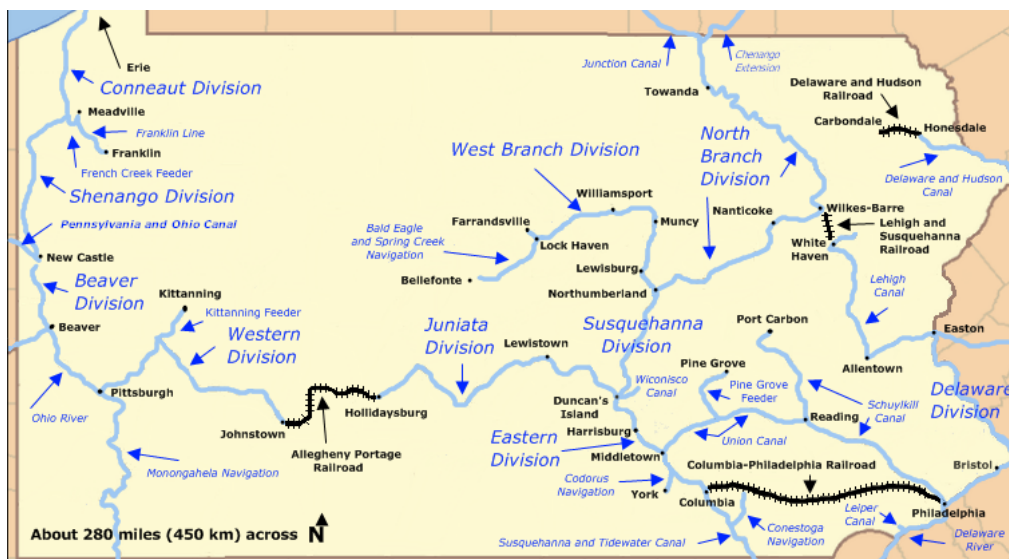 Erie
Conneaut Division
Meadville
Franklin Line
Franklin
French Creek Feeder
Shenango Division
Pennsylvania and Ohio Canal
New Castle
Beaver
Division
Kittanning
Kittanning Feeder
Western
Division
Beaver
Pittsburgh
Ohio River
Monongahela Navigation
Johnstown
Allegheny Portage
Railroad
Hollidaysburg
Juniata
Division
Lewistown
Junction Canal
Chenango
Extension
Towanda
Delaware and Hudson
Railroad
Carbondale
Honesdale
Delaware and Hudson
Canal
North
Branch
Division
West Branch Division
Williamsport
Farrandsville
Lock Haven
Bald Eagle
and Spring Creek
Navigation
Bellefonte
Muncy
Nanticoke
Wilkes-Barre
Lehigh and
Susquehanna
Railroad
White
Haven
Lewisburg
Northumberland
Lehigh
Canal
Susquehanna
Division
Port Carbon
Easton
Allentown
Pine Grove
Wiconisco
Canal
Pine Grove
Feeder
Delaware
Division
Duncan's
Island
Schuylkill
Canal
Reading
Harrisburg
Eastern
Division
Union Canal
Middletown
Columbia-Philadelphia Railroad
Bristol
Codorus
Navigation
York
Columbia
Philadelphia
Leiper
Canal
Conestoga
Navigation
Delaware
River
Susquehanna and Tidewater Canal
About 280 miles (450 km) across N